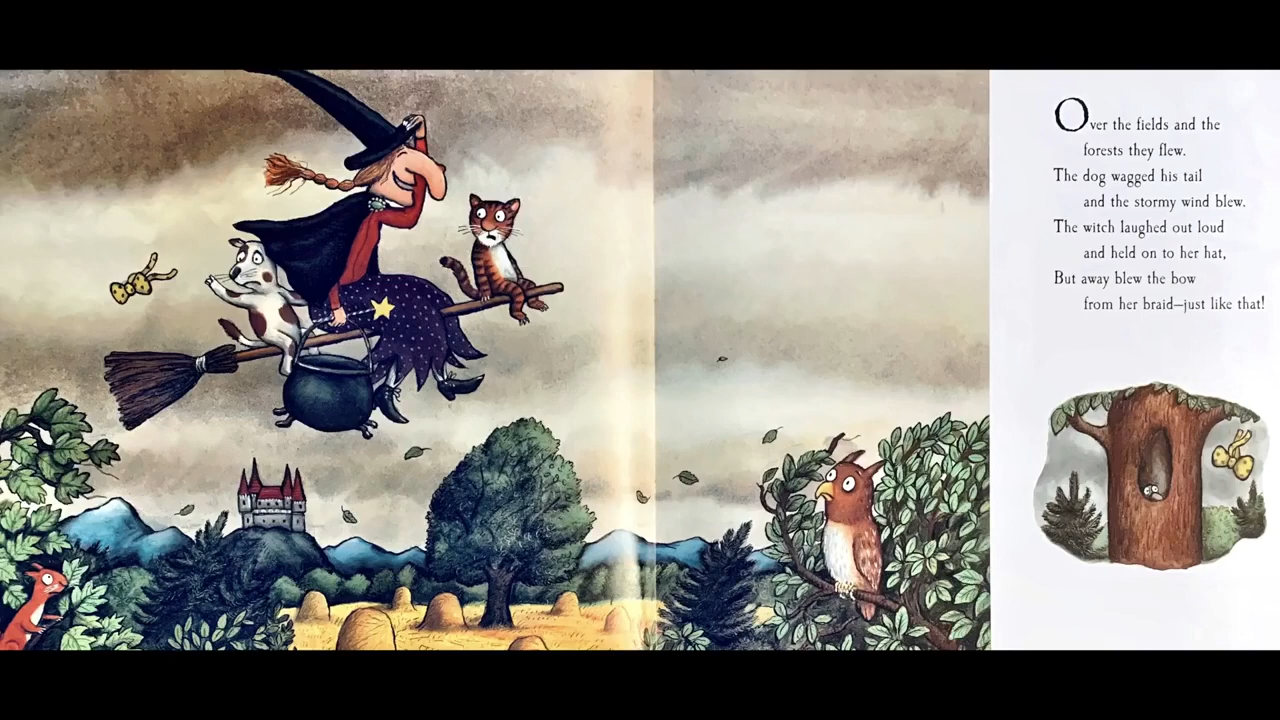 Over the fields and the
forests they flew.
The dog wagged his tail
and the stormy wind blew.
The witch laughed out loud
and held on to her hat,
But away blew the bow
from her braid—just like that!